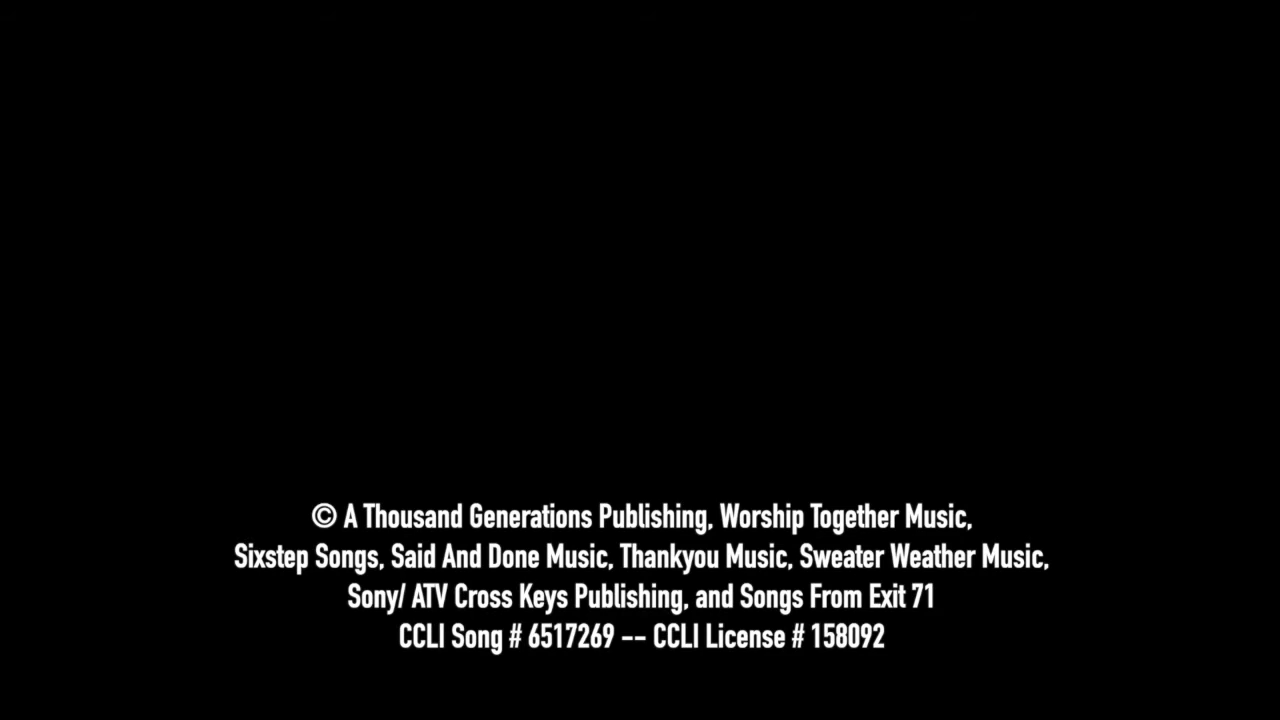 © A Thousand Generations Publishing, Worship Together Music,
Sixstep Songs, Said And Done Music, Thankyou Music, Sweater Weather Music,
Sony/ ATV Cross Keys Publishing, and Songs From Exit 71
CCLI Song # 6517269 -- CCLI License # 158092